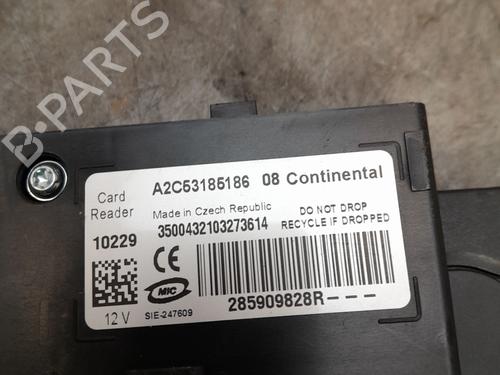 B-PARTS
Card Reader
A2C53185186 08 Continental
Made in Czech Republic
DO NOT DROP
RECYCLE IF DROPPED
10229
3500432103273614
CE
MIC
12 V
SIE-247609
285909828R---